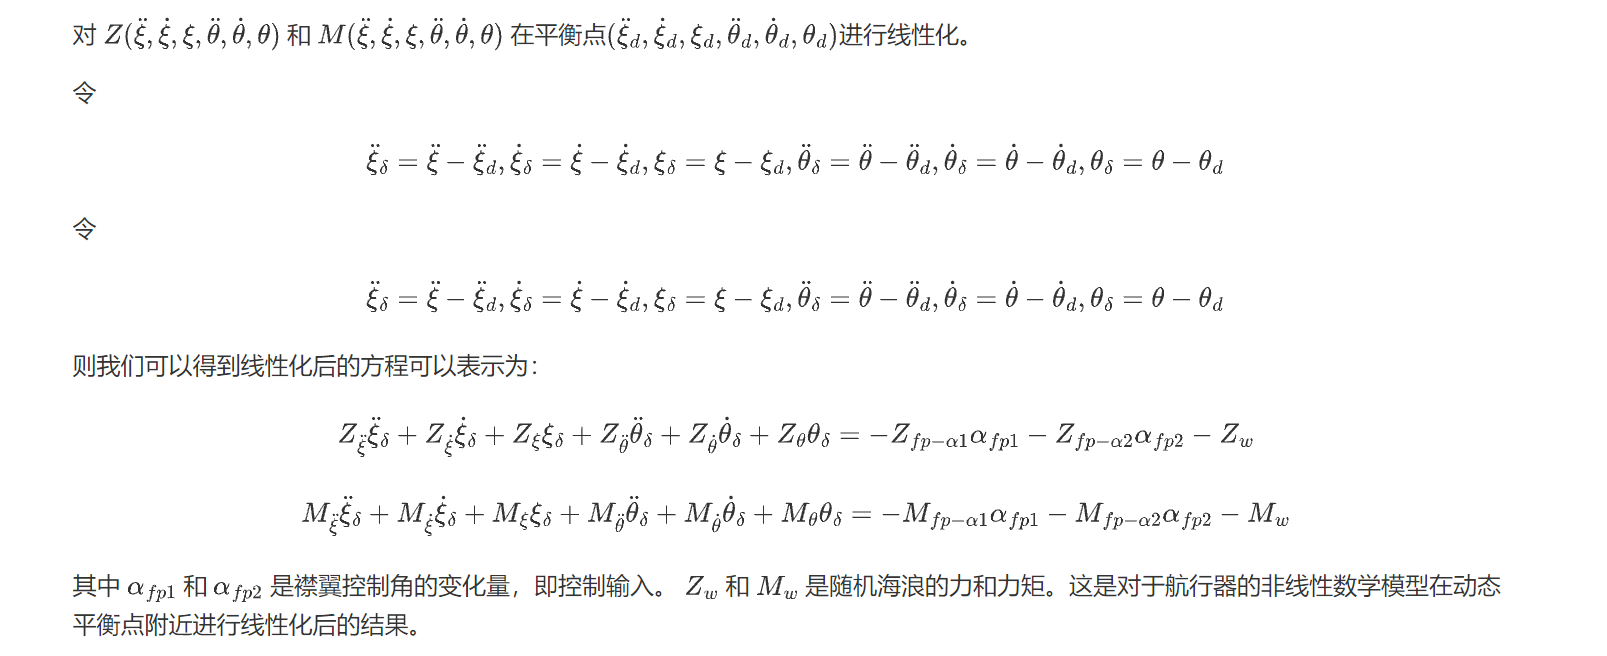 对 $Z(\ddot{\xi}, \dot{\xi}, \xi, \ddot{\theta}, \dot{\theta}, \theta)$ 和 $M(\ddot{\xi}, \dot{\xi}, \xi, \ddot{\theta}, \dot{\theta}, \theta)$ 在平衡点$(\ddot{\xi}_d, \dot{\xi}_d, \xi_d, \ddot{\theta}_d, \dot{\theta}_d, \theta_d)$进行线性化。
令
$\ddot{\xi}_\delta = \ddot{\xi} - \ddot{\xi}_d, \dot{\xi}_\delta = \dot{\xi} - \dot{\xi}_d, \xi_\delta = \xi - \xi_d, \ddot{\theta}_\delta = \ddot{\theta} - \ddot{\theta}_d, \dot{\theta}_\delta = \dot{\theta} - \dot{\theta}_d, \theta_\delta = \theta - \theta_d$
令
$\ddot{\xi}_\delta = \ddot{\xi} - \ddot{\xi}_d, \dot{\xi}_\delta = \dot{\xi} - \dot{\xi}_d, \xi_\delta = \xi - \xi_d, \ddot{\theta}_\delta = \ddot{\theta} - \ddot{\theta}_d, \dot{\theta}_\delta = \dot{\theta} - \dot{\theta}_d, \theta_\delta = \theta - \theta_d$
则我们可以得到线性化后的方程可以表示为：
$Z_{\ddot{\xi}}\ddot{\xi}_\delta + Z_{\dot{\xi}}\dot{\xi}_\delta + Z_\xi \xi_\delta + Z_{\ddot{\theta}}\ddot{\theta}_\delta + Z_{\dot{\theta}}\dot{\theta}_\delta + Z_\theta \theta_\delta = -Z_{fp-\alpha 1}\alpha_{fp1} - Z_{fp-\alpha 2}\alpha_{fp2} - Z_w$
$M_{\ddot{\xi}}\ddot{\xi}_\delta + M_{\dot{\xi}}\dot{\xi}_\delta + M_\xi \xi_\delta + M_{\ddot{\theta}}\ddot{\theta}_\delta + M_{\dot{\theta}}\dot{\theta}_\delta + M_\theta \theta_\delta = -M_{fp-\alpha 1}\alpha_{fp1} - M_{fp-\alpha 2}\alpha_{fp2} - M_w$
其中 $\alpha_{fp1}$ 和 $\alpha_{fp2}$ 是襟翼控制角的变化量，即控制输入。 $Z_w$ 和 $M_w$ 是随机海浪的力和力矩。这是对于航行器的非线性数学模型在动态
平衡点附近进行线性化后的结果。